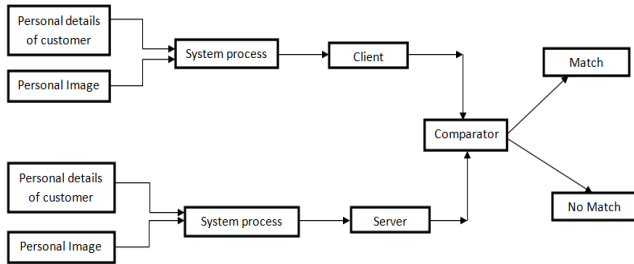 Personal details
of customer
Personal Image
System process
Client
Match
Comparator
Personal details
of customer
Personal Image
System process
Server
No Match